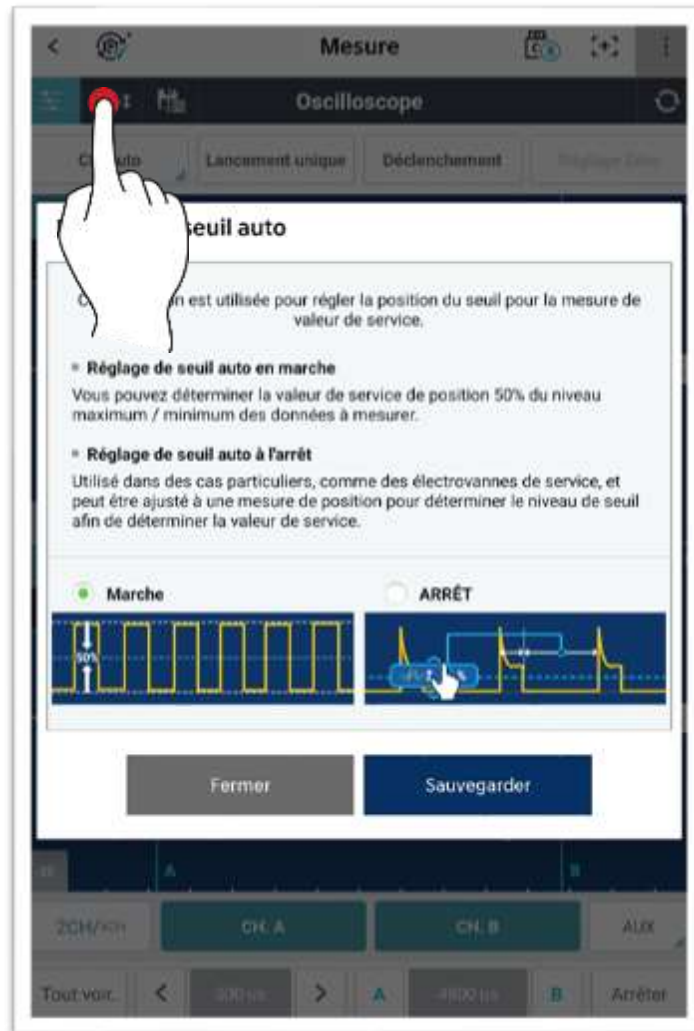 Mesure
Oscilloscope
Lancement unique
Déclenchement
seuil auto
est utilisée pour régler la position du seuil pour la mesure de
valeur de service.
Réglage de seuil auto en marche
Vous pouvez déterminer la valeur de service de position 50% du niveau
maximum / minimum des données à mesurer.
Réglage de seuil auto à l'arrêt
Utilisé dans des cas particuliers, comme des électrovannes de service, et
peut être ajusté à une mesure de position pour déterminer le niveau de seuil
afin de déterminer la valeur de service.
Marche ARRÊT
50%
Fermer Sauvegarder
A B
2CH/4CH CH. A CH. B AUX
Tout voir. < > A B Arrêter